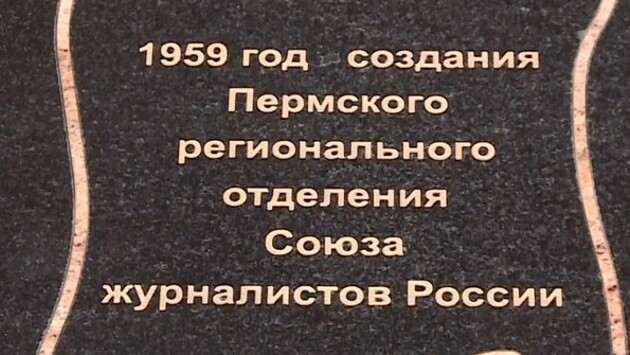 1959 год создания
Пермского
регионального
отделения
Союза
журналистов России